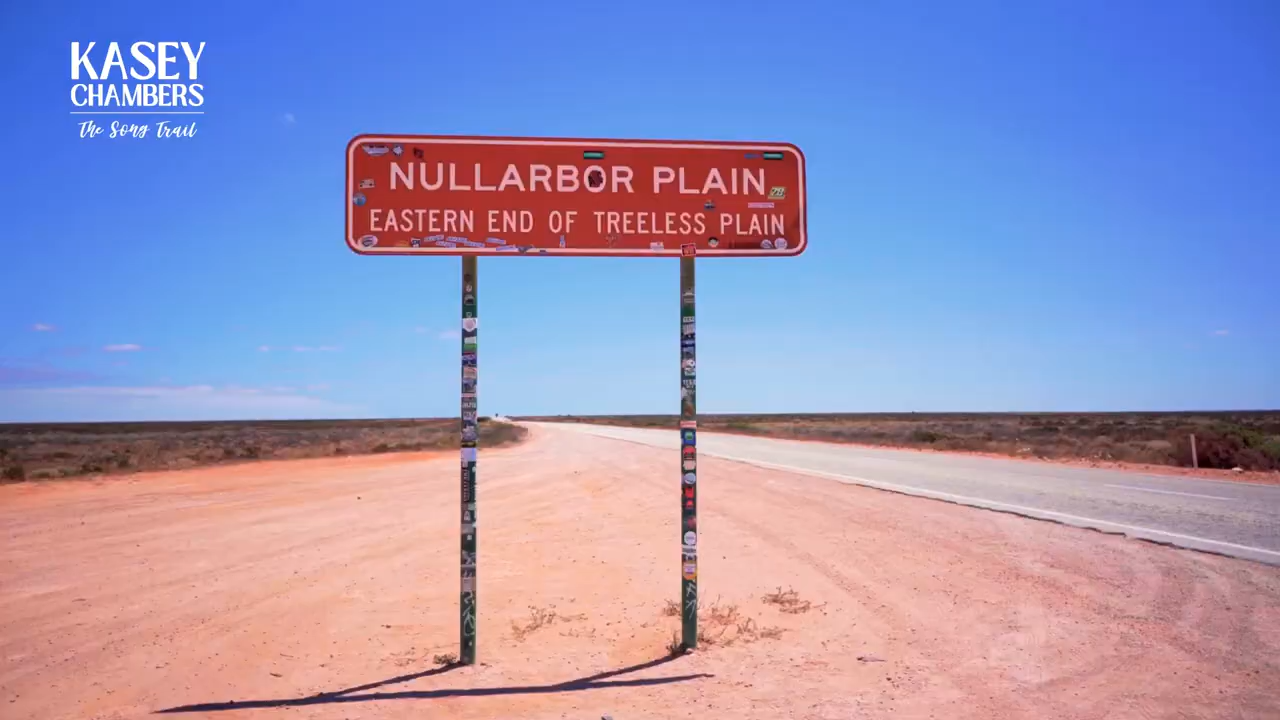 KASEY
CHAMBERS
The Song Trail
NULLARBOR PLAIN
EASTERN END OF TREELESS PLAIN